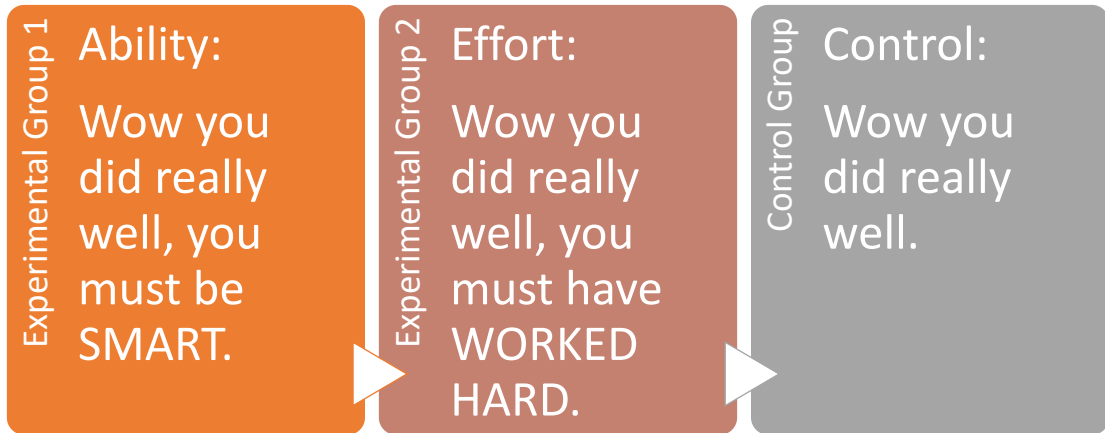 Experimental Group 1
Ability:
Wow you
did really
well, you
must be
SMART.
Experimental Group 2
Effort:
Wow you
did really
well, you
must have
WORKED
HARD.
Control Group
Control:
Wow you
did really
well.